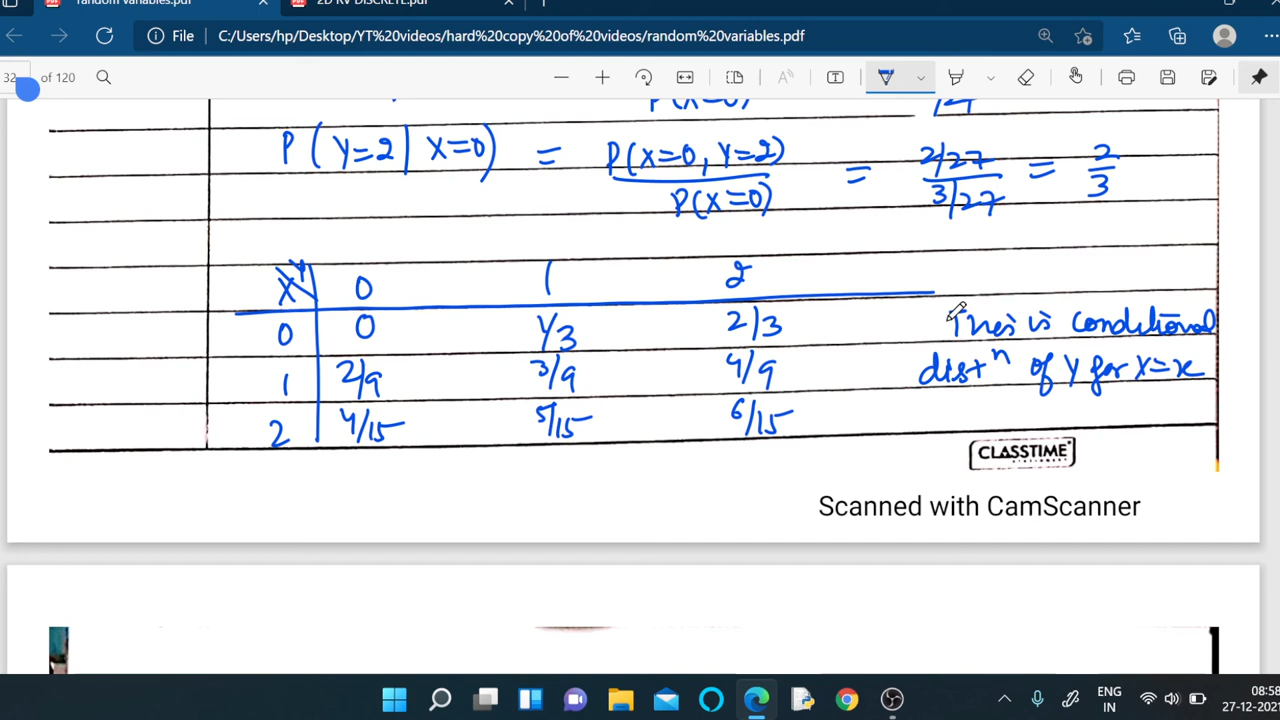 random variables.pdf
2D RV DISCRETE.pdf
File C:/Users/hp/Desktop/YT%20videos/hard%20copy%20of%20videos/random%20variables.pdf
32 of 120
P(X=0)
P(Y=2|X=0) = P(X=0, Y=2) / P(X=0) = 2/27 / 3/27 = 2/3
X Y 0 1 2
0 0 1/3 2/3 This is conditional
1 2/9 3/9 4/9 distn of Y for X=x
2 4/15 5/15 6/15
CLASSTIME
Scanned with CamScanner
ENG 08:58
IN 27-12-202